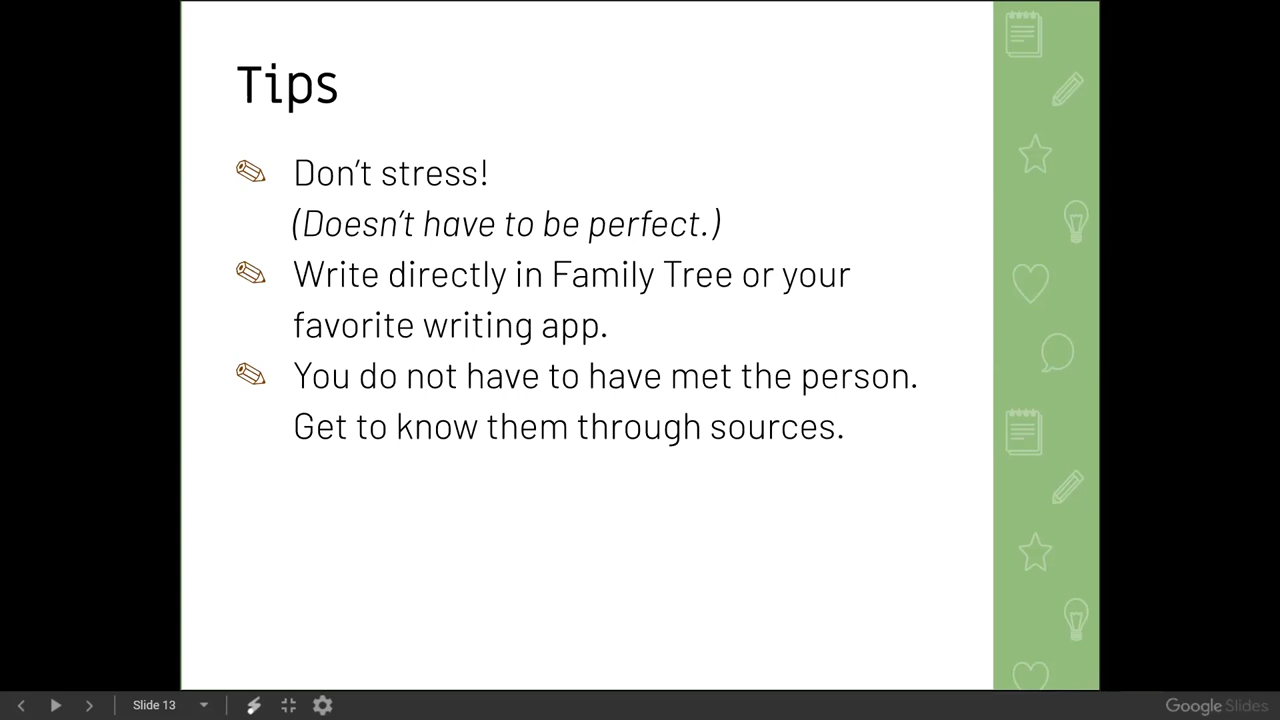 Tips
Don’t stress!
(Doesn’t have to be perfect.)
Write directly in Family Tree or your
favorite writing app.
You do not have to have met the person.
Get to know them through sources.
Slide 13
Google Slides